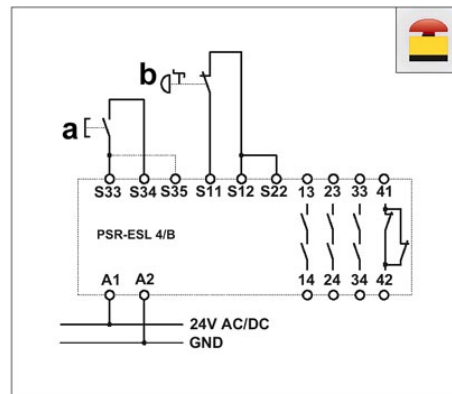 b
a
S33 S34 S35 S11 S12 S22 13 23 33 41
PSR-ESL 4/B
A1 A2 14 24 34 42
24V AC/DC
GND